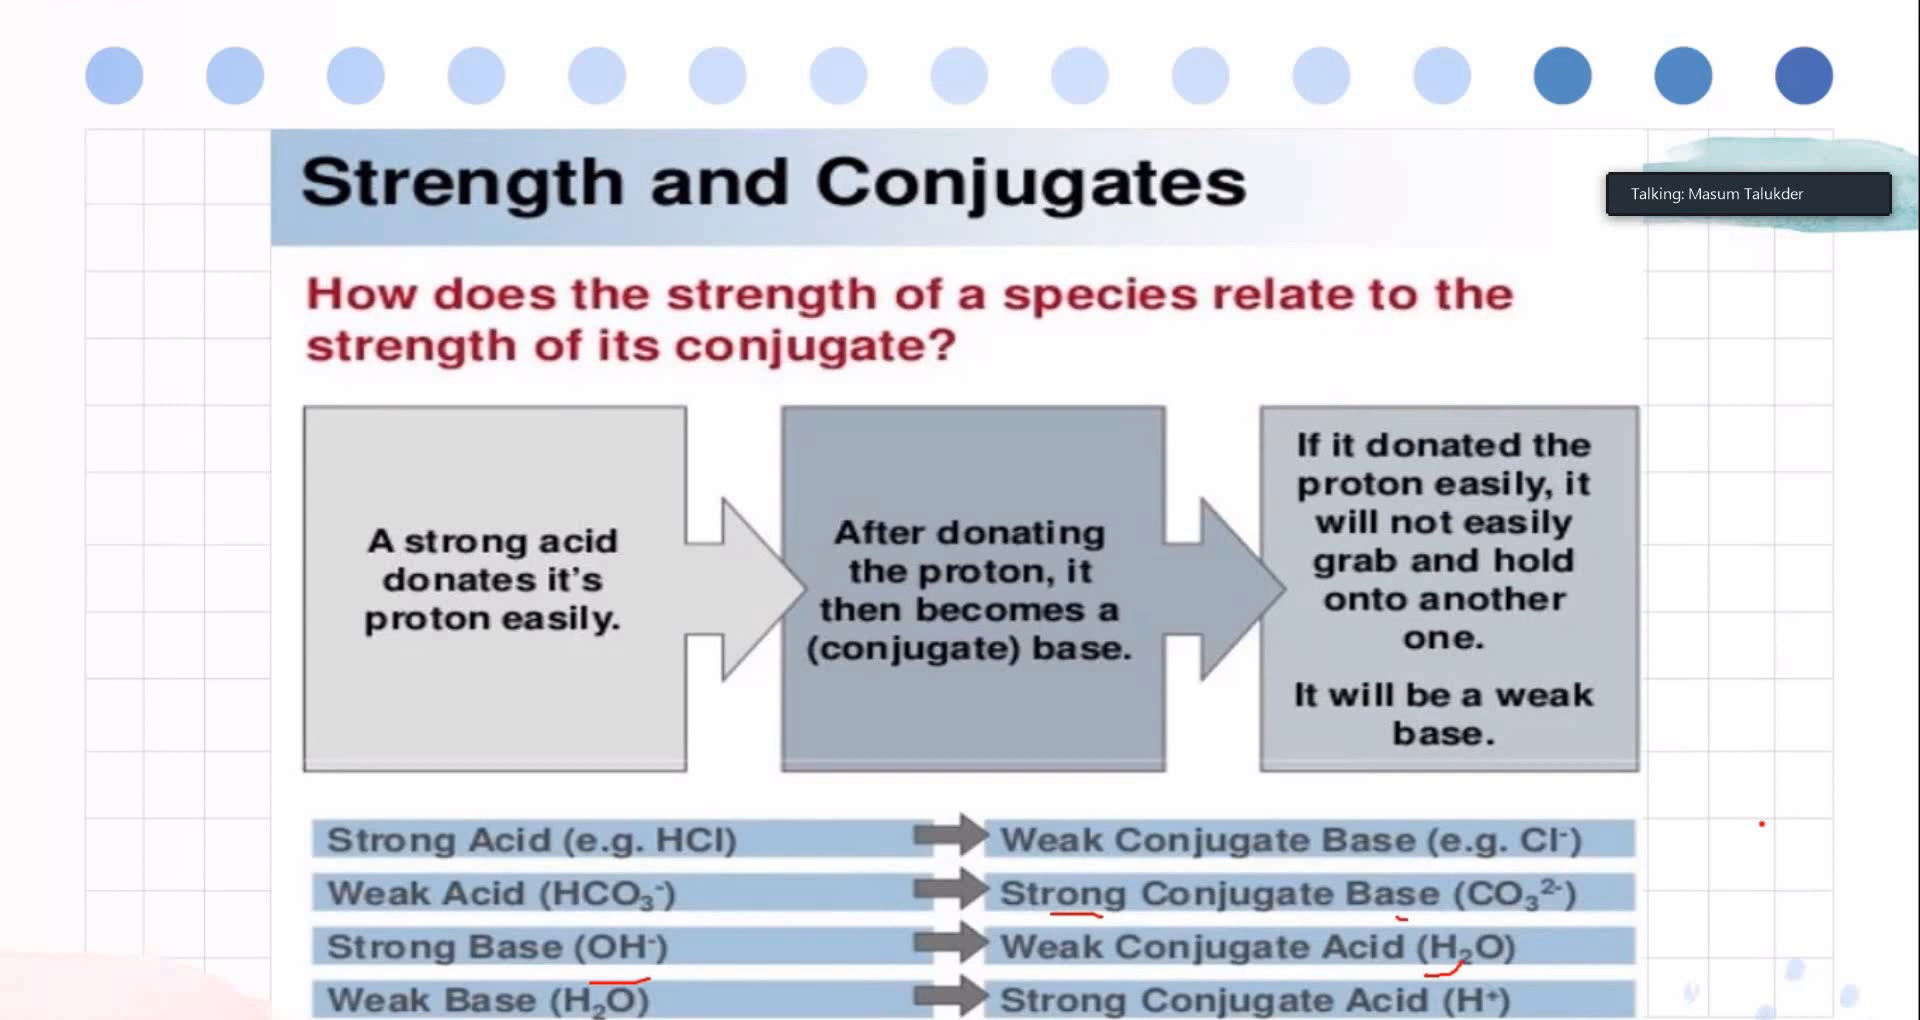 Strength and Conjugates
Talking: Masum Talukder
How does the strength of a species relate to the
strength of its conjugate?
A strong acid
donates it's
proton easily.
After donating
the proton, it
then becomes a
(conjugate) base.
If it donated the
proton easily, it
will not easily
grab and hold
onto another
one.
It will be a weak
base.
Strong Acid (e.g. HCl)
Weak Conjugate Base (e.g. Cl⁻)
Weak Acid (HCO₃⁻)
Strong Conjugate Base (CO₃²⁻)
Strong Base (OH⁻)
Weak Conjugate Acid (H₂O)
Weak Base (H₂O)
Strong Conjugate Acid (H⁺)